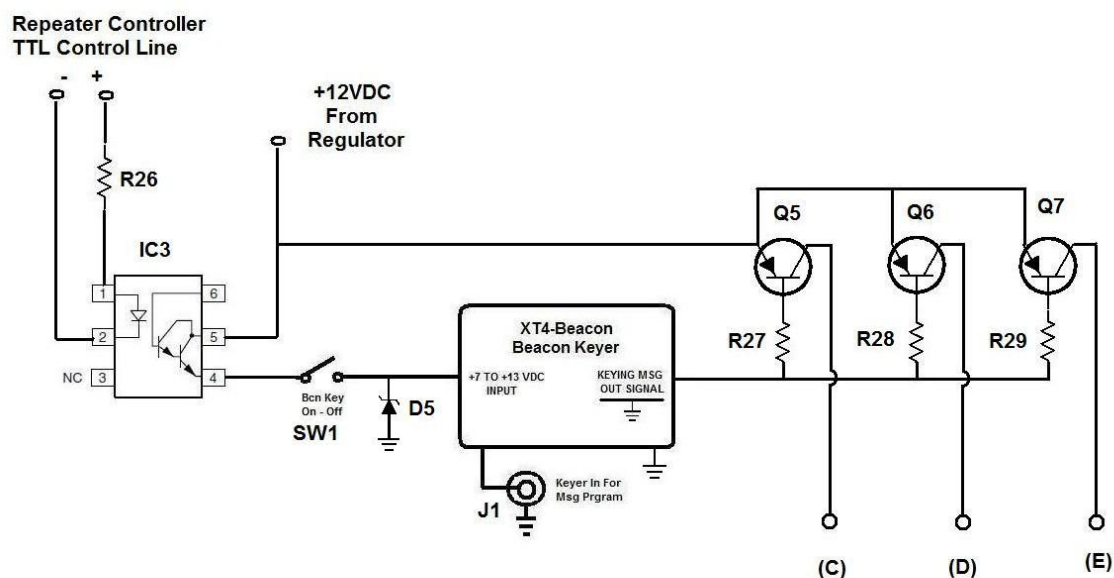 Repeater Controller
TTL Control Line
- +
+12VDC
From
Regulator
R26
IC3
1
2
NC 3
6
5
4
Bcn Key
On - Off
SW1
D5
XT4-Beacon
Beacon Keyer
+7 TO +13 VDC
INPUT
KEYING MSG
OUT SIGNAL
J1
Keyer In For
Msg Prgram
Q5
Q6
Q7
R27
R28
R29
(C)
(D)
(E)